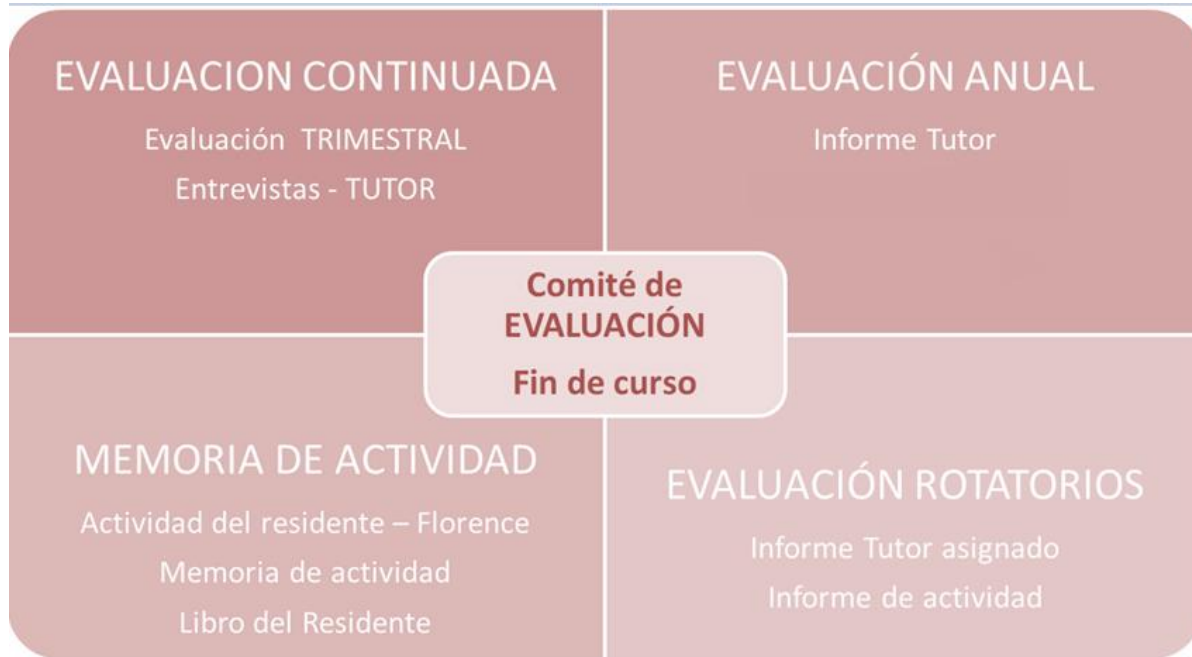 EVALUACION CONTINUADA
Evaluación TRIMESTRAL
Entrevistas - TUTOR
EVALUACIÓN ANUAL
Informe Tutor
Comité de
EVALUACIÓN
Fin de curso
MEMORIA DE ACTIVIDAD
Actividad del residente – Florence
Memoria de actividad
Libro del Residente
EVALUACIÓN ROTATORIOS
Informe Tutor asignado
Informe de actividad